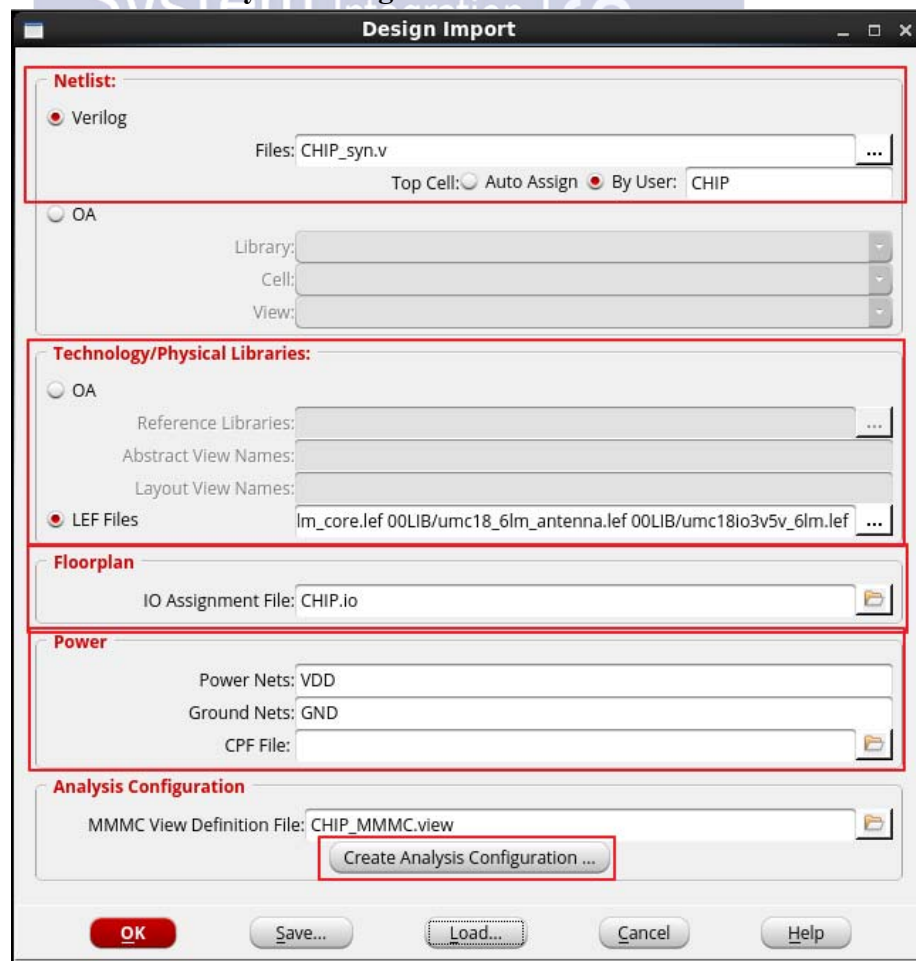 System Integration
Design Import
Netlist:
Verilog
Files: CHIP_syn.v ...
Top Cell: Auto Assign By User: CHIP
OA
Library:
Cell:
View:
Technology/Physical Libraries:
OA
Reference Libraries: ...
Abstract View Names:
Layout View Names:
LEF Files lm_core.lef 00LIB/umc18_6lm_antenna.lef 00LIB/umc18io3v5v_6lm.lef ...
Floorplan
IO Assignment File: CHIP.io
Power
Power Nets: VDD
Ground Nets: GND
CPF File:
Analysis Configuration
MMMC View Definition File: CHIP_MMMC.view
Create Analysis Configuration ...
OK Save... Load... Cancel Help